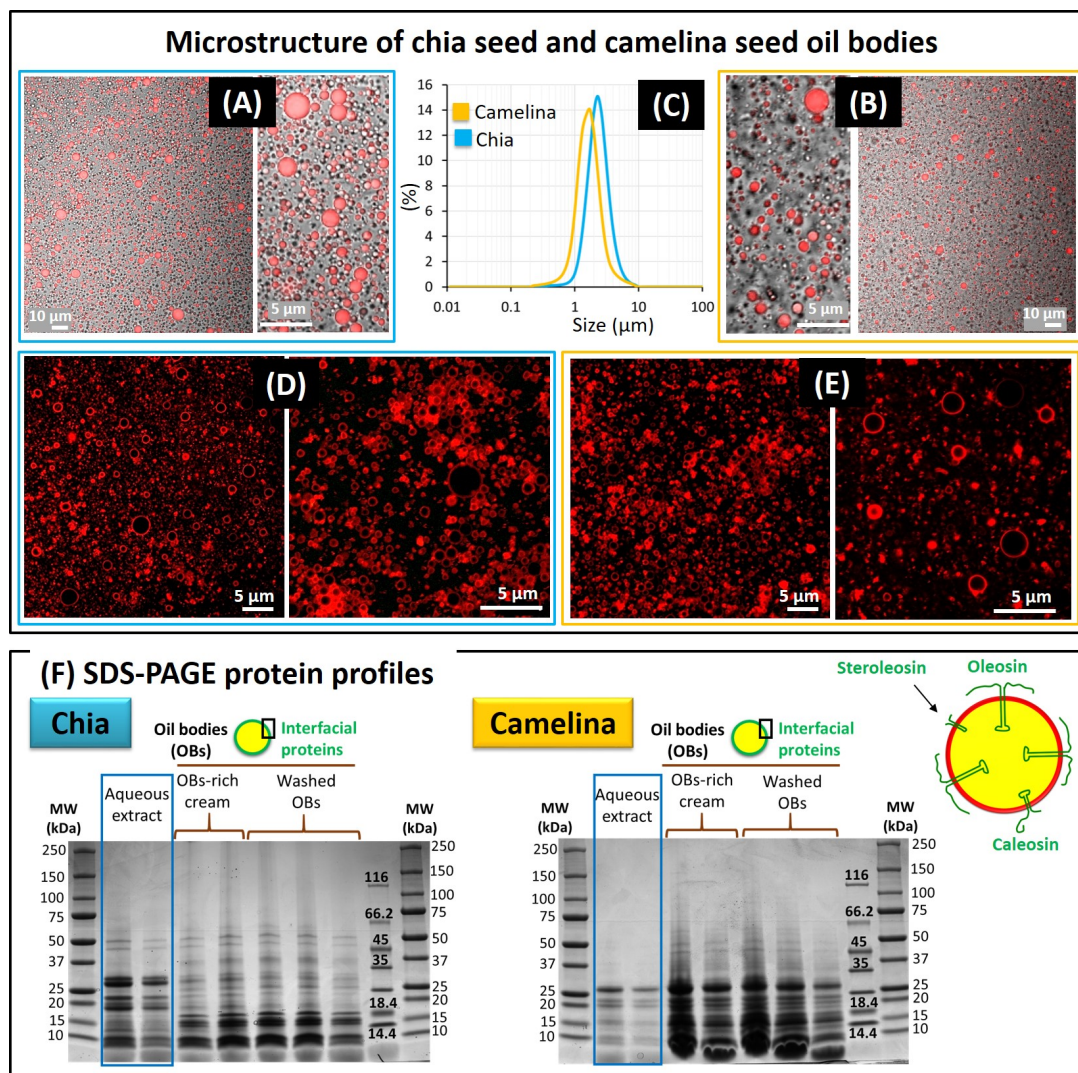 Microstructure of chia seed and camelina seed oil bodies
(A)
10 µm
5 µm
16
14
12
10
8
6
4
2
0
(%)
Camelina
Chia
(C)
0.01 0.1 1 10 100
Size (µm)
(B)
5 µm
10 µm
(D)
5 µm
5 µm
(E)
5 µm
5 µm
(F) SDS-PAGE protein profiles
Chia
Oil bodies
(OBs)
Interfacial
proteins
Aqueous
extract
OBs-rich
cream
Washed
OBs
MW
(kDa)
250
150
100
75
50
37
25
20
15
10
116
66.2
45
35
18.4
14.4
MW
(kDa)
250
150
100
75
50
37
25
20
15
10
Camelina
Oil bodies
(OBs)
Interfacial
proteins
Aqueous
extract
OBs-rich
cream
Washed
OBs
MW
(kDa)
250
150
100
75
50
37
25
20
15
10
116
66.2
45
35
18.4
14.4
MW
(kDa)
250
150
100
75
50
37
25
20
15
10
Steroleosin
Oleosin
Caleosin